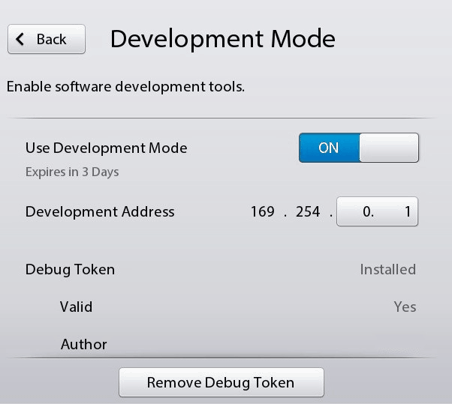 Back
Development Mode
Enable software development tools.
Use Development Mode ON
Expires in 3 Days
Development Address 169 . 254 . 0. 1
Debug Token Installed
Valid Yes
Author
Remove Debug Token